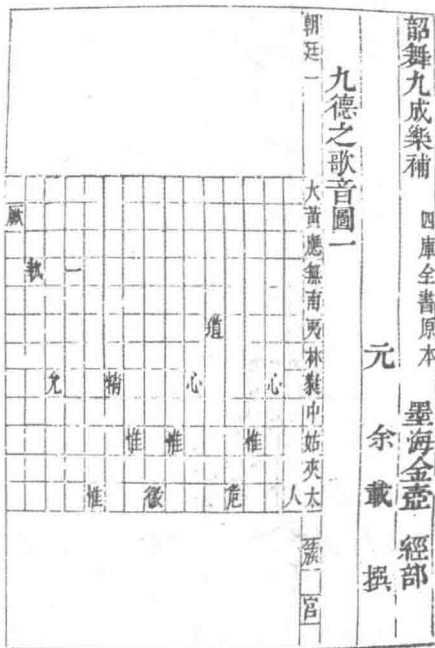 韶舞九成樂補 四庫全書原本 墨海金壺 經部
元 余載 撰
九德之歌音圖一
朝廷一 大黃應無南夷林蕤中姑夾太 簇 宮
人
心
惟
危
道
心
惟
微
惟
精
惟
一
允
執
厥